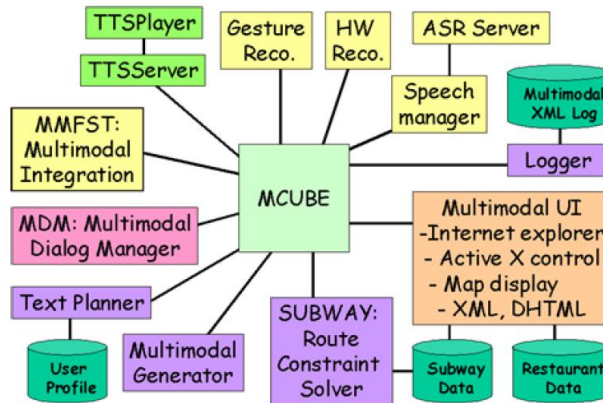 TTSPlayer
TTSServer
Gesture
Reco.
HW
Reco.
ASR Server
Speech
manager
Multimodal
XML Log
Logger
MMFST:
Multimodal
Integration
MCUBE
MDM: Multimodal
Dialog Manager
Multimodal UI
-Internet explorer
- Active X control
- Map display
- XML, DHTML
Text Planner
User
Profile
Multimodal
Generator
SUBWAY:
Route
Constraint
Solver
Subway
Data
Restaurant
Data